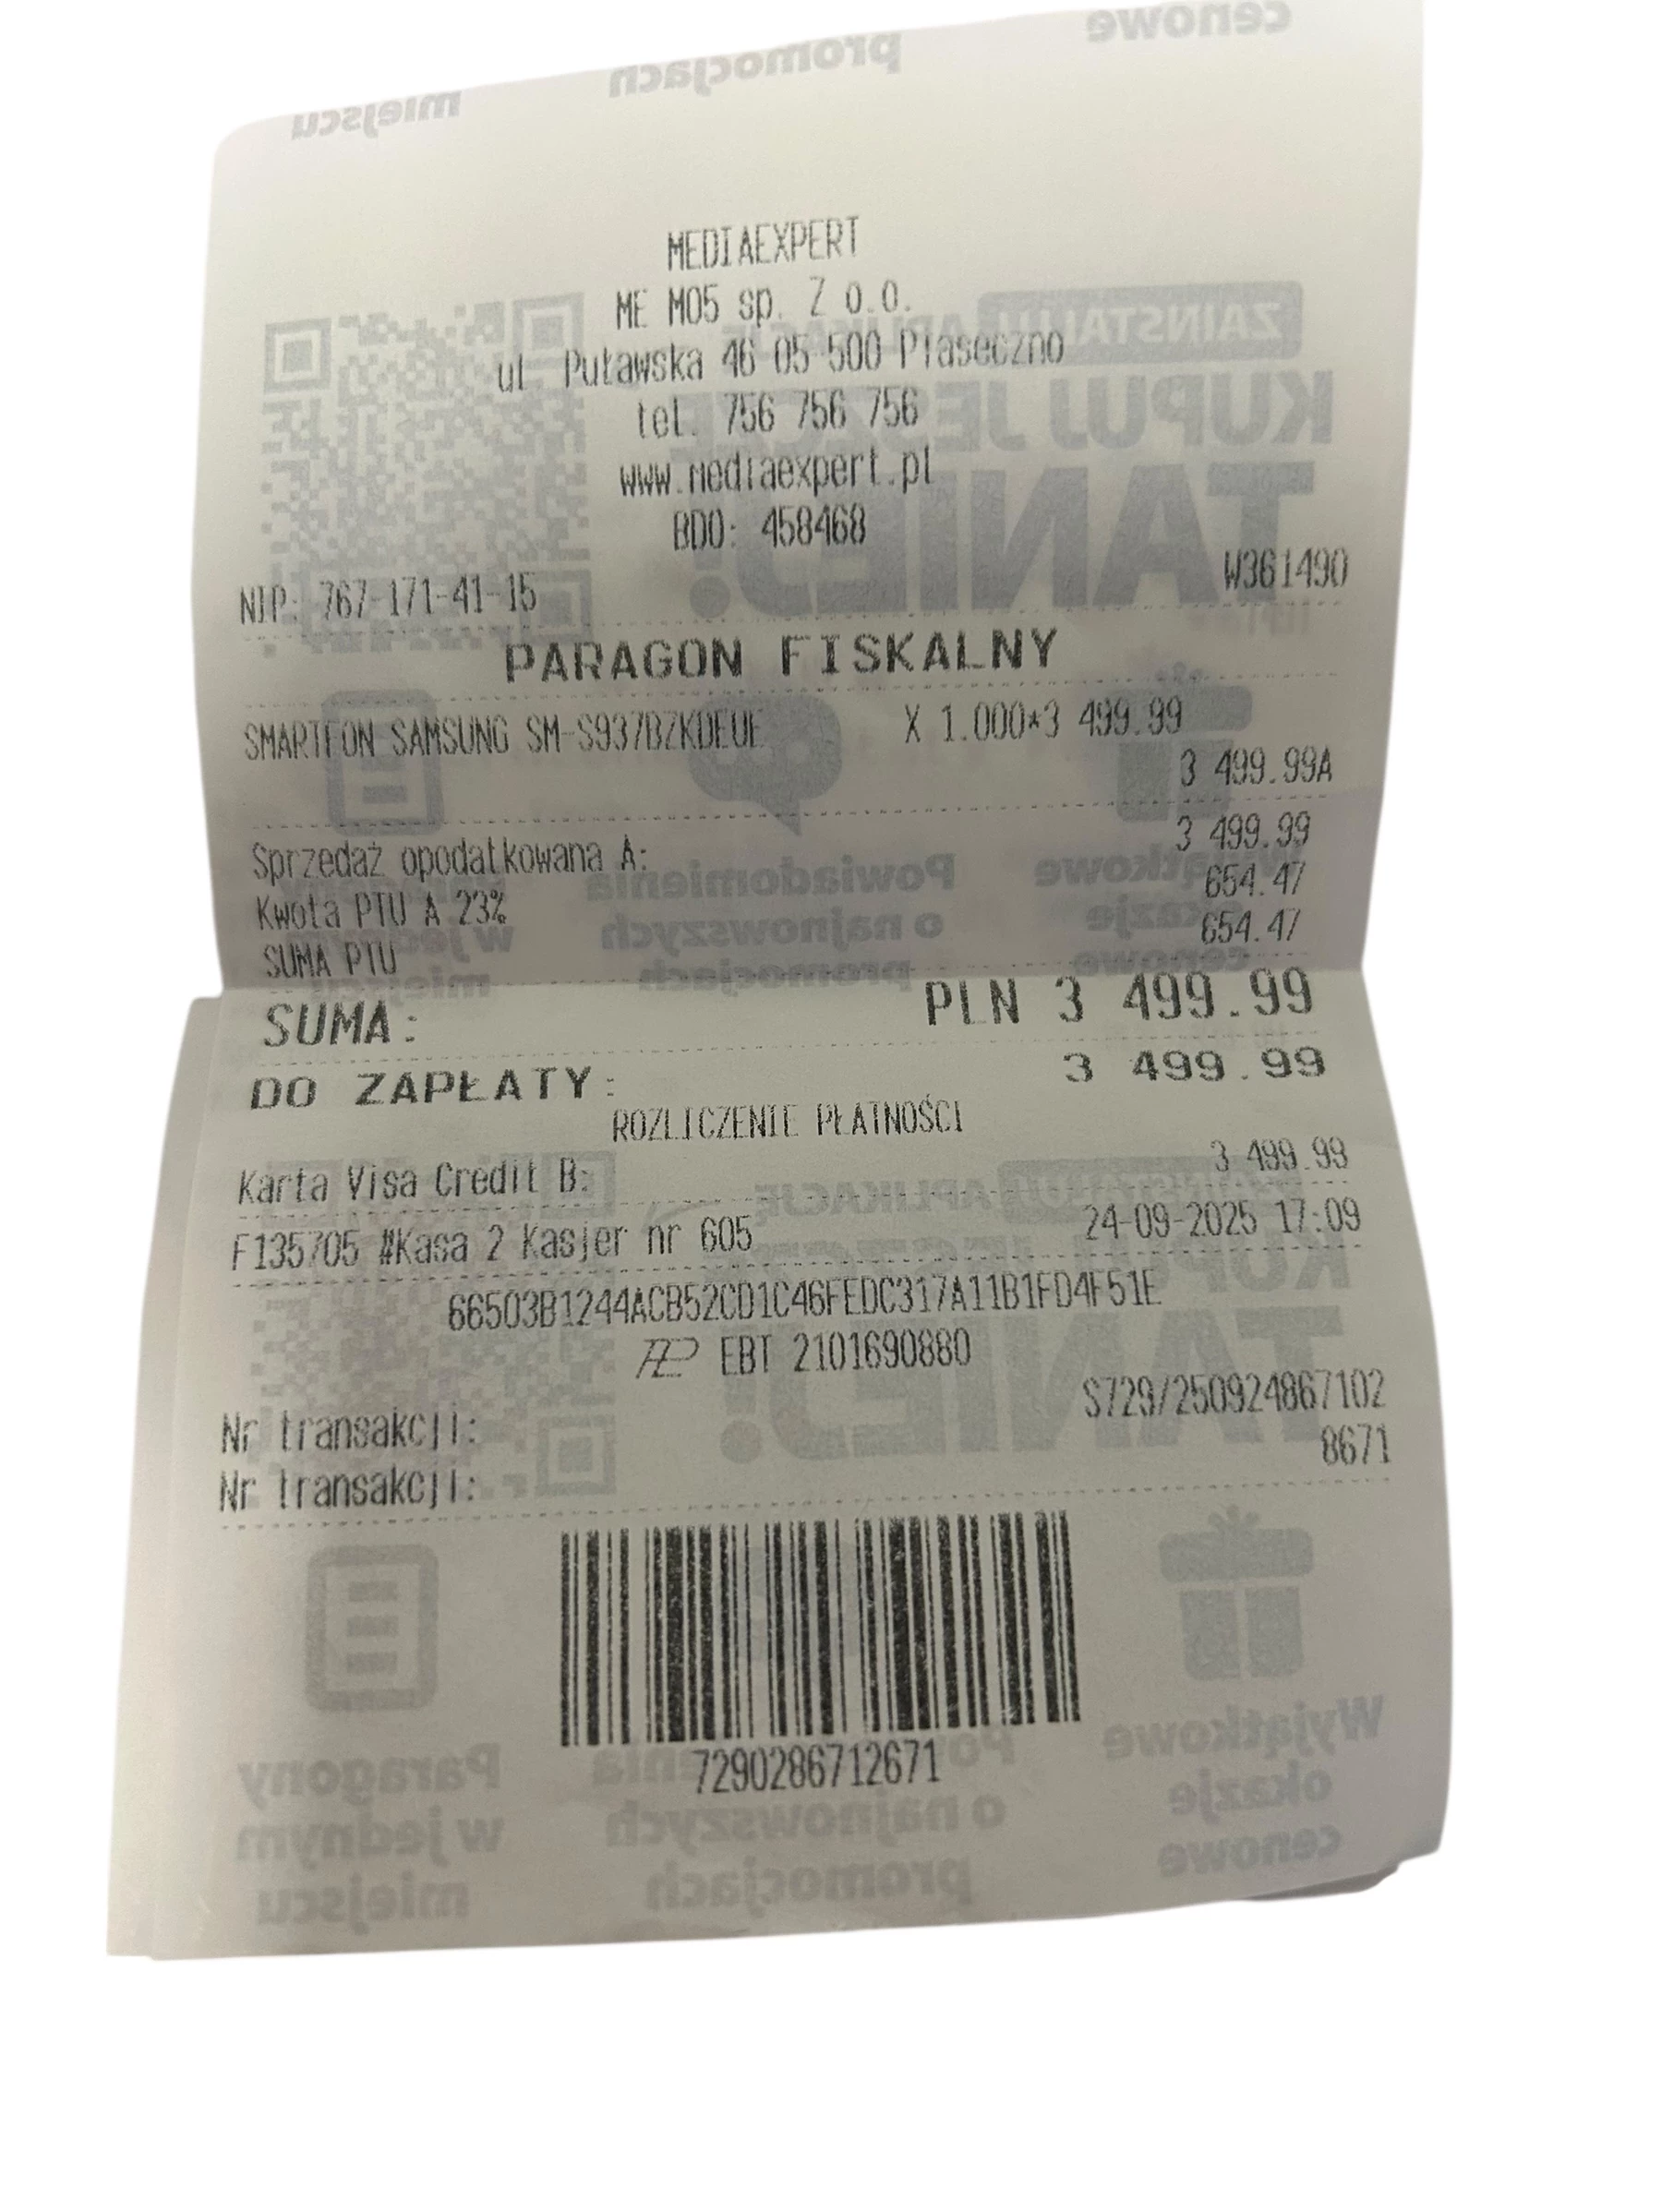 MEDIAEXPERT
ME M05 sp. Z o.o.
ul. Puławska 46 05-500 Piaseczno
tel. 756 756 756
www.mediaexpert.pl
BDO: 458468
NIP: 767-171-41-15 W361490
PARAGON FISKALNY
SMARTFON SAMSUNG SM-S937BZKDEUE X 1.000*3 499.99
3 499.99A
Sprzedaż opodatkowana A: 3 499.99
Kwota PTU A 23% 654.47
SUMA PTU 654.47
SUMA: PLN 3 499.99
DO ZAPŁATY: 3 499.99
ROZLICZENIE PŁATNOŚCI
Karta Visa Credit B: 3 499.99
F135705 #Kasa 2 Kasjer nr 605 24-09-2025 17:09
66503B1244ACB52CD1C46FEDC317A11B1FD4F51E
EBT 2101690880
Nr transakcji: S729/250924867102
Nr transakcji: 8671
7290286712671